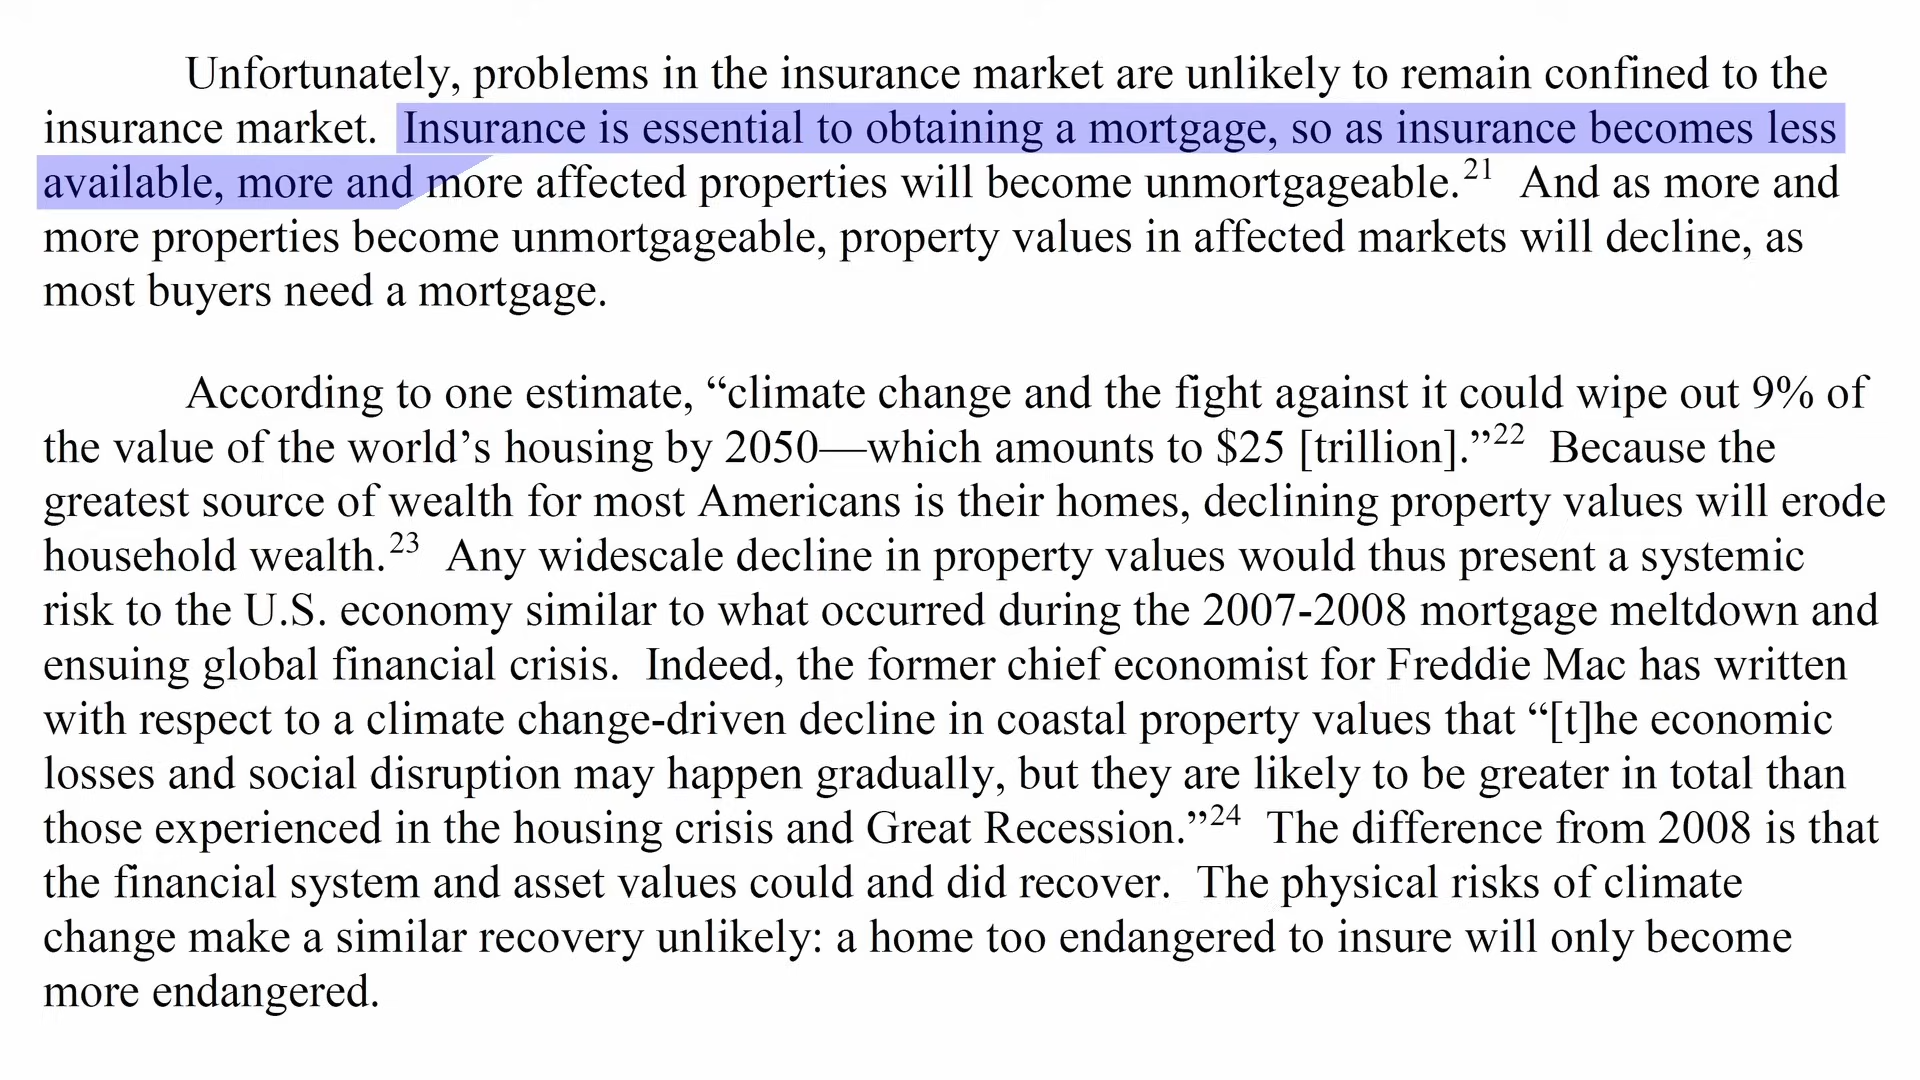 Unfortunately, problems in the insurance market are unlikely to remain confined to the
insurance market.  Insurance is essential to obtaining a mortgage, so as insurance becomes less
available, more and more affected properties will become unmortgageable.21  And as more and
more properties become unmortgageable, property values in affected markets will decline, as
most buyers need a mortgage.
According to one estimate, “climate change and the fight against it could wipe out 9% of
the value of the world’s housing by 2050—which amounts to $25 [trillion].”22  Because the
greatest source of wealth for most Americans is their homes, declining property values will erode
household wealth.23  Any widescale decline in property values would thus present a systemic
risk to the U.S. economy similar to what occurred during the 2007-2008 mortgage meltdown and
ensuing global financial crisis.  Indeed, the former chief economist for Freddie Mac has written
with respect to a climate change-driven decline in coastal property values that “[t]he economic
losses and social disruption may happen gradually, but they are likely to be greater in total than
those experienced in the housing crisis and Great Recession.”24  The difference from 2008 is that
the financial system and asset values could and did recover.  The physical risks of climate
change make a similar recovery unlikely: a home too endangered to insure will only become
more endangered.